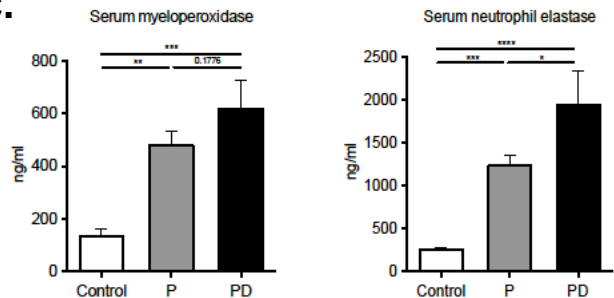 Serum myeloperoxidase
***
** 0.1776
800
600
400
200
0
ng/ml
Control P PD
Serum neutrophil elastase
****
*** *
2500
2000
1500
1000
500
0
ng/ml
Control P PD